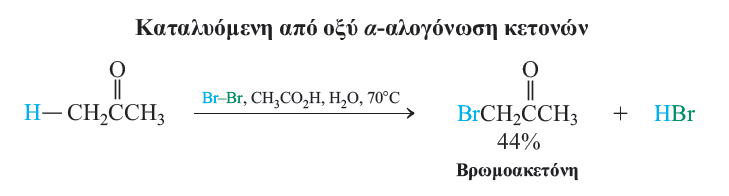 Καταλυόμενη από οξύ α-αλογόνωση κετονών
O
O
H—CH₂CCH₃
Br–Br, CH₃CO₂H, H₂O, 70°C
BrCH₂CCH₃ + HBr
44%
Βρωμοακετόνη